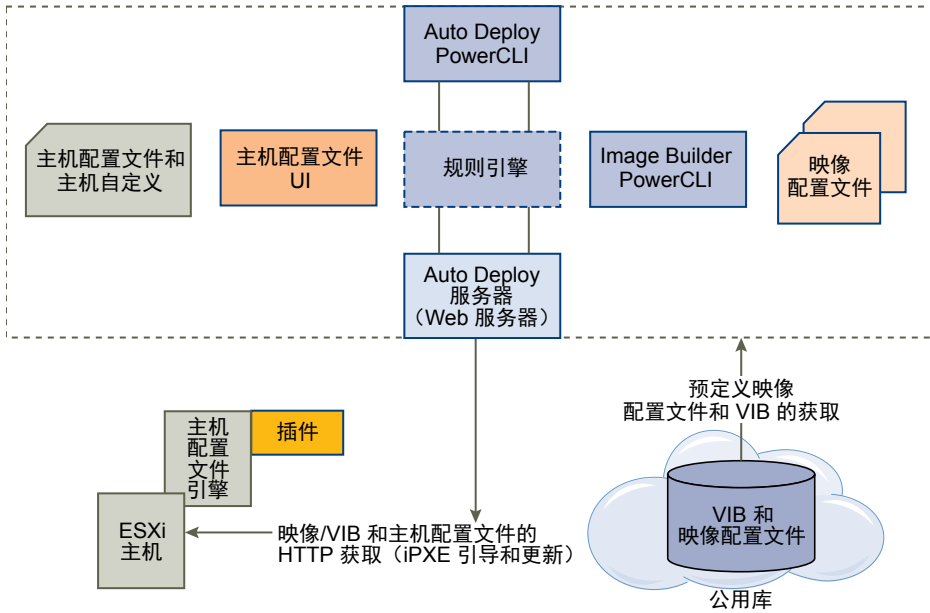 Auto Deploy
PowerCLI
主机配置文件和
主机自定义
主机配置文件
UI
规则引擎
Image Builder
PowerCLI
映像
配置文件
Auto Deploy
服务器
（Web 服务器）
预定义映像
配置文件和 VIB 的获取
主机
配置
文件
引擎
插件
ESXi
主机
映像/VIB 和主机配置文件的
HTTP 获取（iPXE 引导和更新）
VIB 和
映像配置文件
公用库